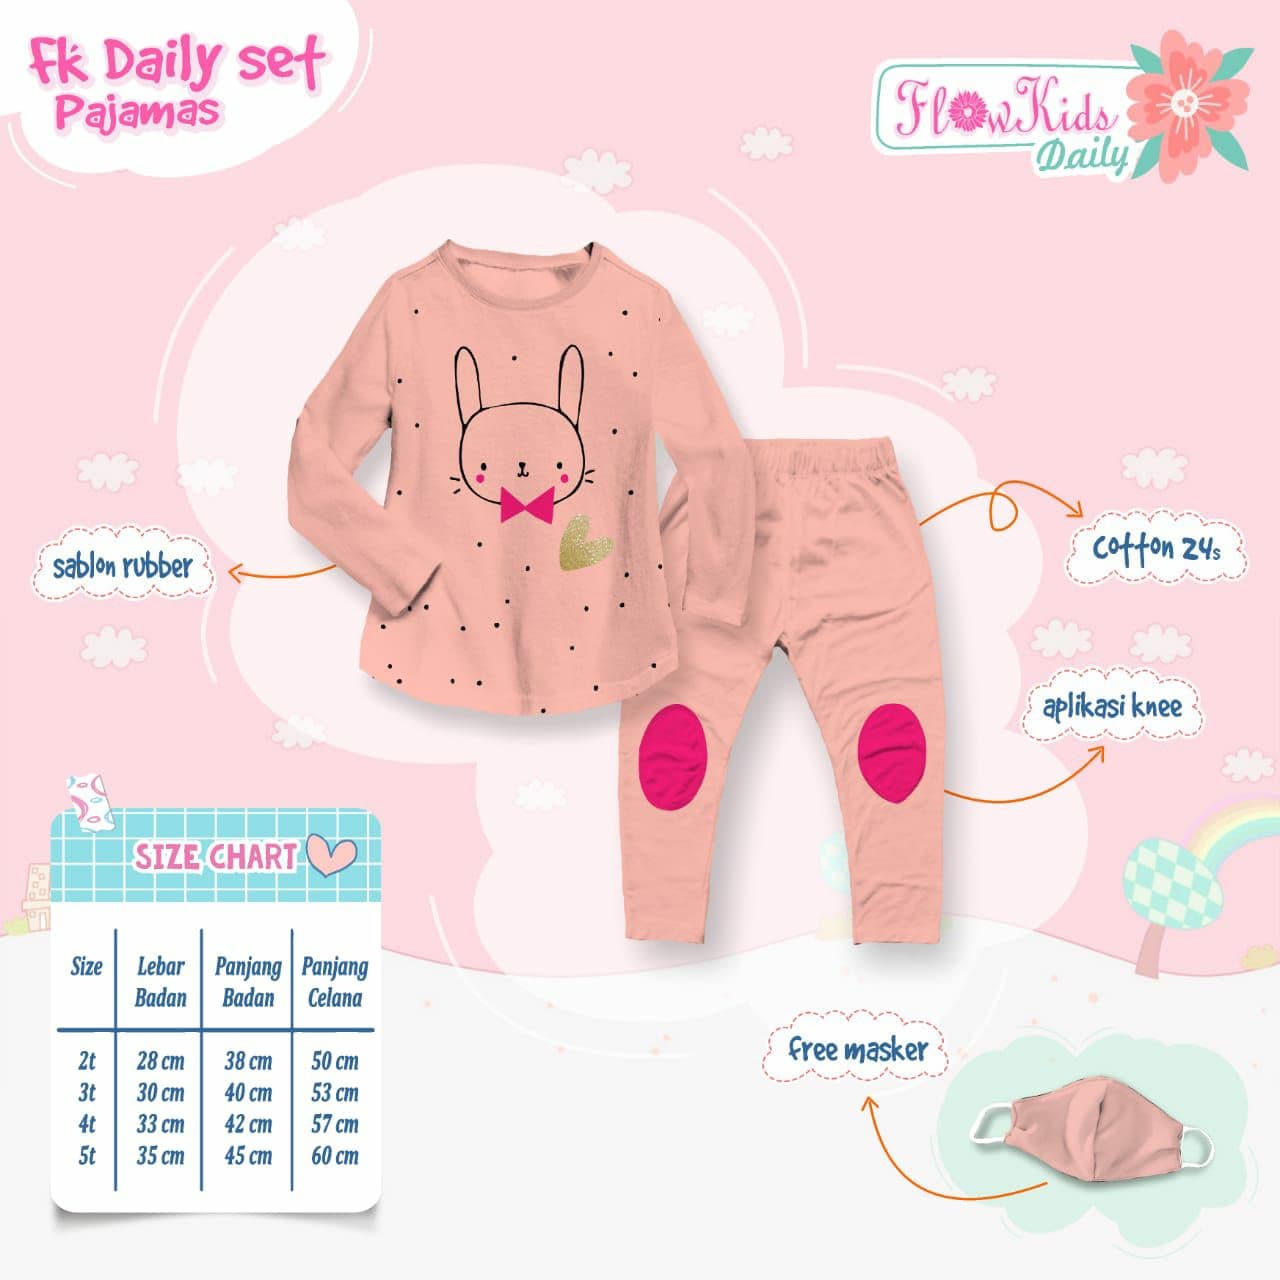 Fk Daily set
Pajamas
FlowKids
Daily
sablon rubber
Cotton 24s
aplikasi knee
SIZE CHART
Size Lebar Badan Panjang Badan Panjang Celana
2t 28 cm 38 cm 50 cm
3t 30 cm 40 cm 53 cm
4t 33 cm 42 cm 57 cm
5t 35 cm 45 cm 60 cm
free masker